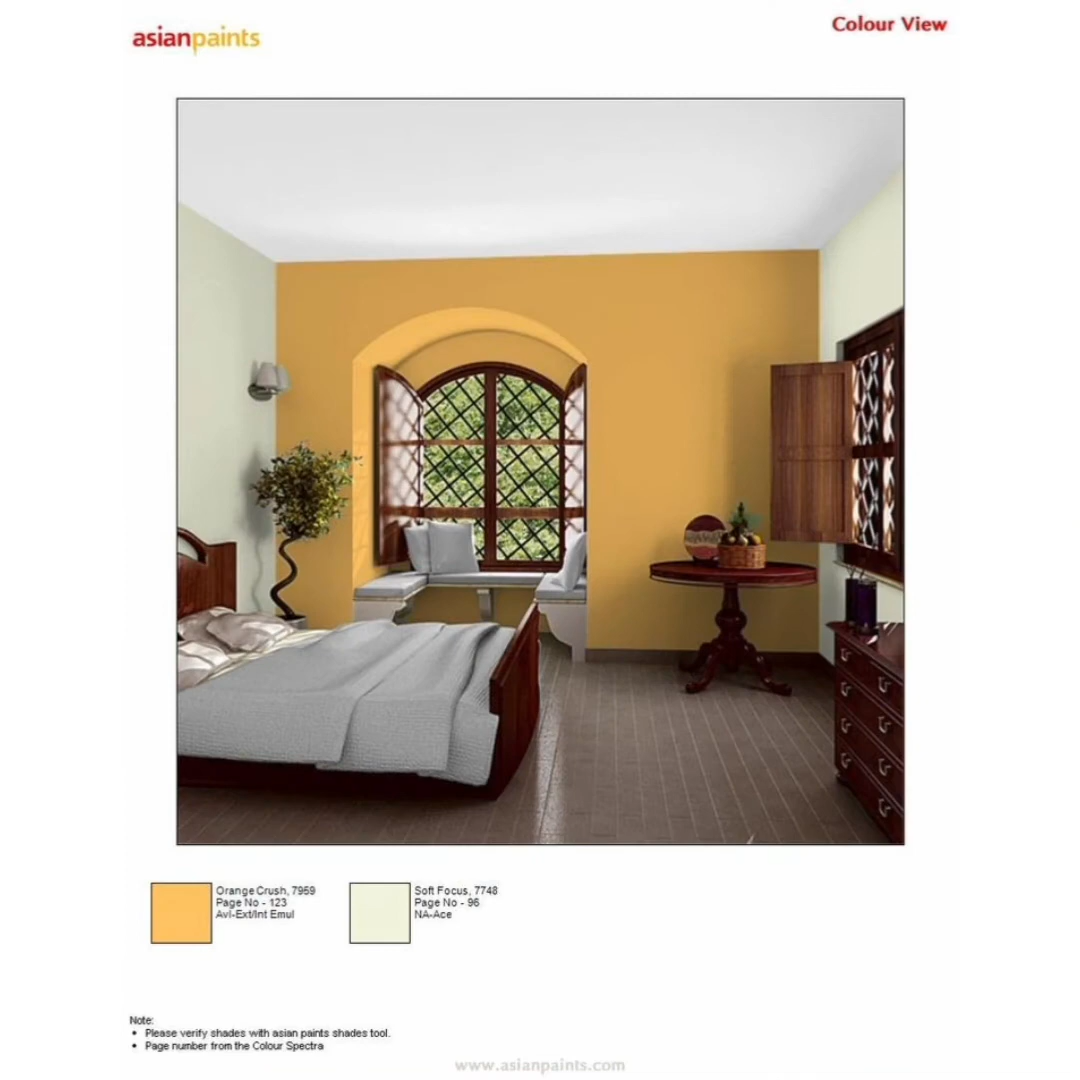 asianpaints
Colour View
Orange Crush, 7959
Page No - 123
Avl-Ext/Int Emul
Soft Focus, 7748
Page No - 96
NA-Ace
Note:
• Please verify shades with asian paints shades tool.
• Page number from the Colour Spectra
www.asianpaints.com